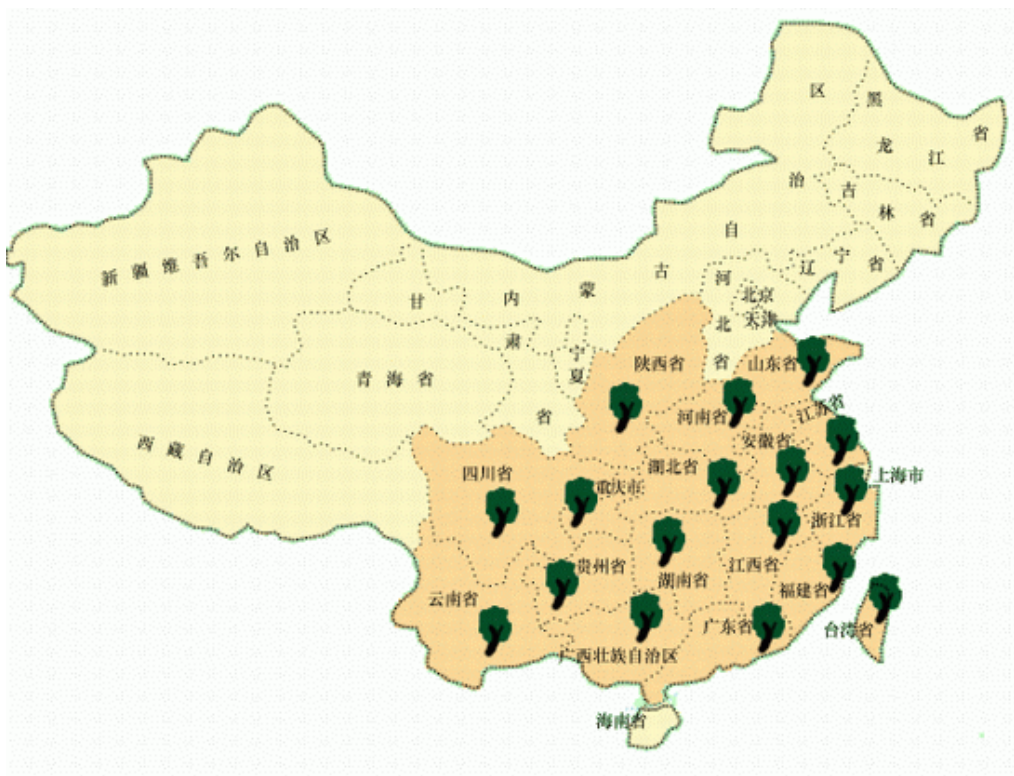 黑龙江省
吉林省
辽宁省
内蒙古自治区
新疆维吾尔自治区
甘肃省
宁夏
河北省
北京
天津
青海省
西藏自治区
陕西省
山东省
河南省
江苏省
安徽省
四川省
重庆市
湖北省
上海市
浙江省
贵州省
湖南省
江西省
福建省
云南省
广西壮族自治区
广东省
台湾省
海南省